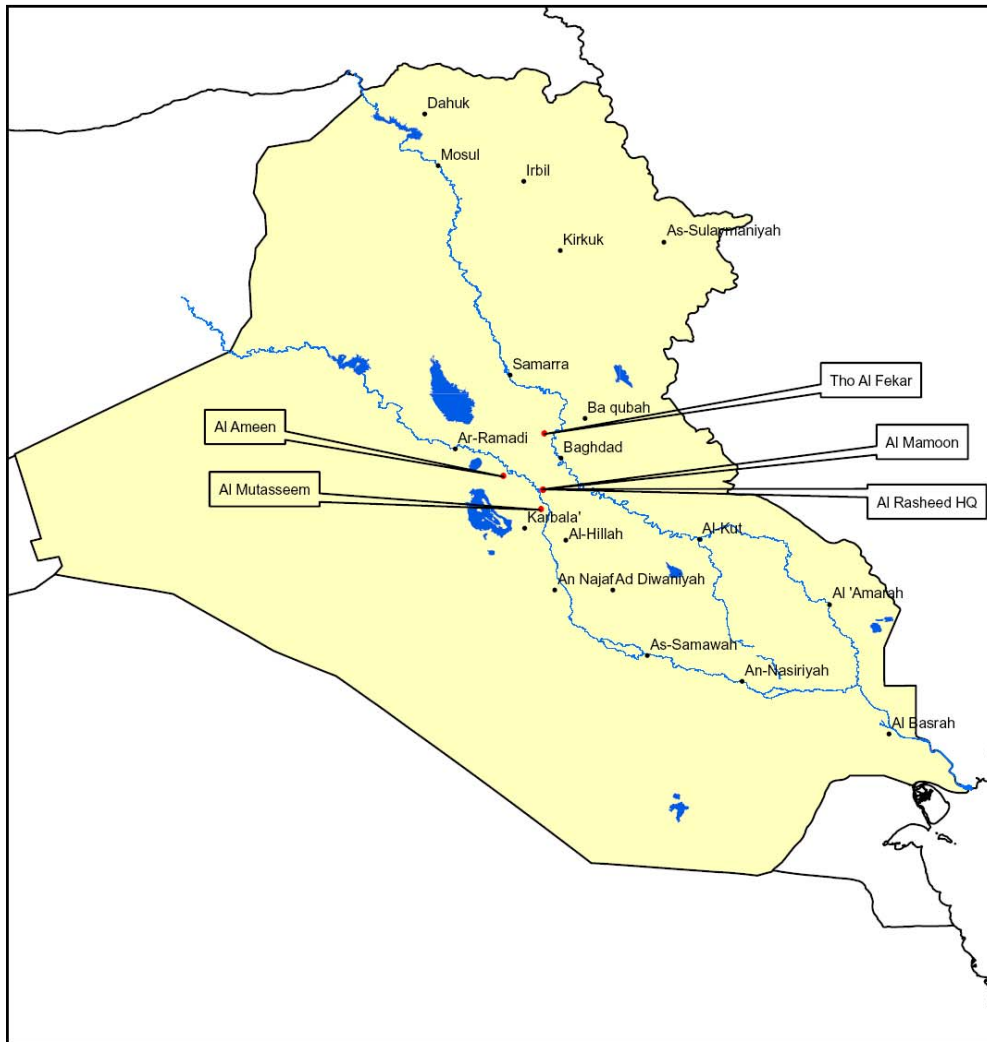 Dahuk
Mosul
Irbil
Kirkuk
As-Sulaymaniyah
Samarra
Tho Al Fekar
Ba qubah
Al Ameen
Ar-Ramadi
Baghdad
Al Mamoon
Al Mutasseem
Al Rasheed HQ
Karbala'
Al-Hillah
Al-Kut
An Najaf
Ad Diwaniyah
Al 'Amarah
As-Samawah
An-Nasiriyah
Al Basrah